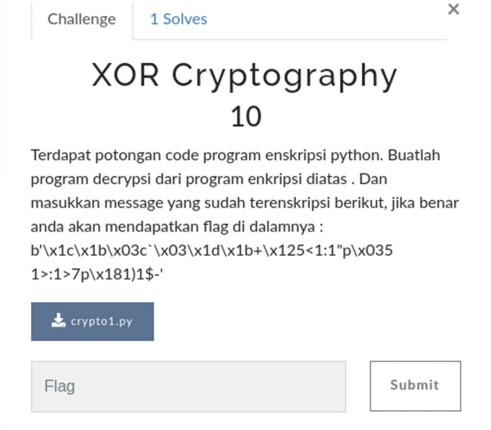 ×
Challenge 1 Solves
XOR Cryptography
10
Terdapat potongan code program enskripsi python. Buatlah
program decrypsi dari program enkripsi diatas . Dan
masukkan message yang sudah terenskripsi berikut, jika benar
anda akan mendapatkan flag di dalamnya :
b'\x1c\x1b\x03c`\x03\x1d\x1b+\x125<1:1"p\x035
1>:1>7p\x181)1$-'
crypto1.py
Flag Submit